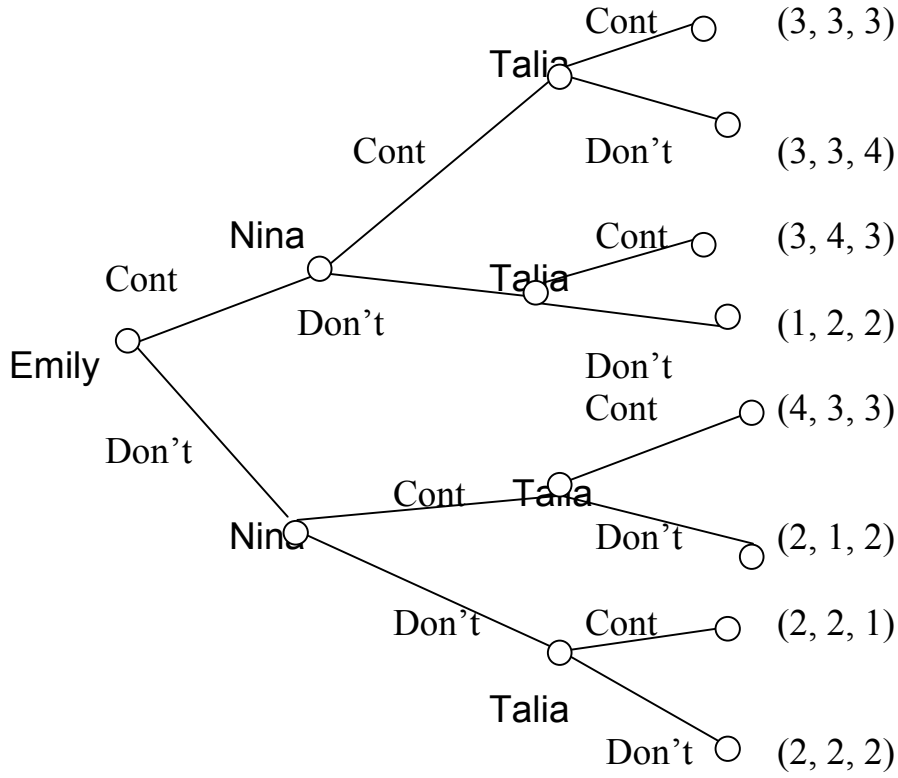 Cont (3, 3, 3)
Talia
Cont Don't (3, 3, 4)
Nina Cont (3, 4, 3)
Cont Talia
Don't (1, 2, 2)
Emily Don't
Cont (4, 3, 3)
Don't
Cont Talia
Nina Don't (2, 1, 2)
Don't Cont (2, 2, 1)
Talia
Don't (2, 2, 2)